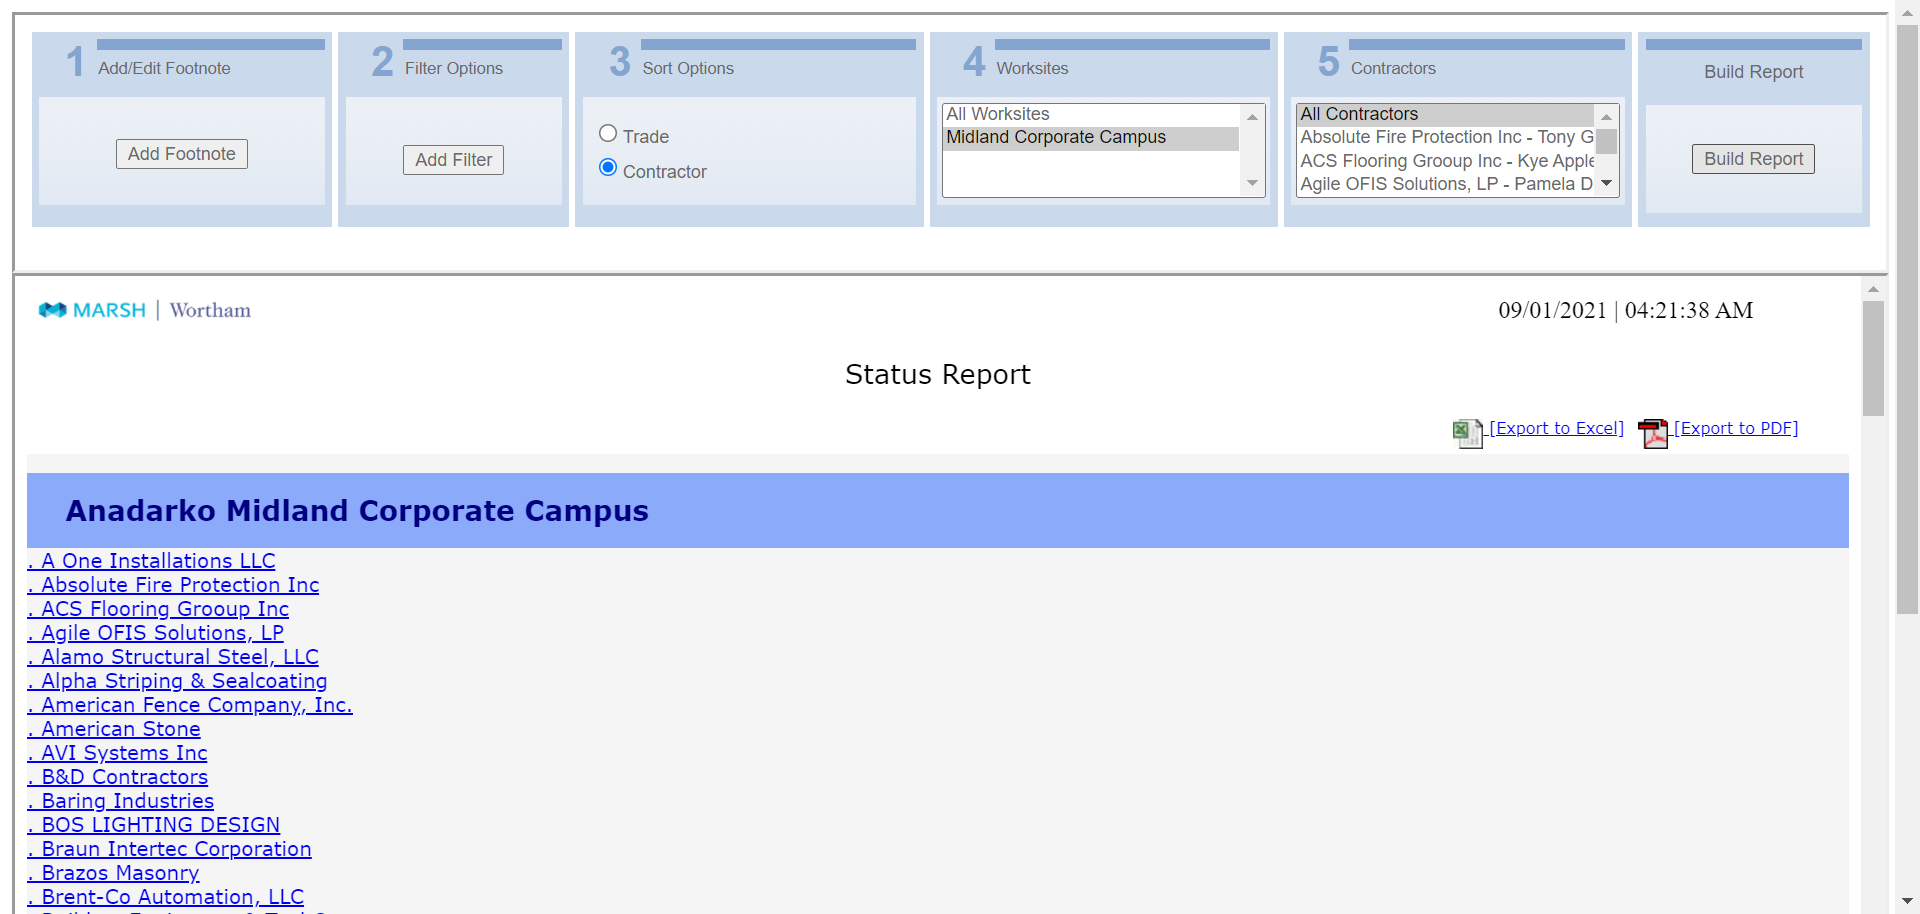 1 Add/Edit Footnote
Add Footnote
2 Filter Options
Add Filter
3 Sort Options
Trade
Contractor
4 Worksites
All Worksites
Midland Corporate Campus
5 Contractors
All Contractors
Absolute Fire Protection Inc - Tony G
ACS Flooring Grooup Inc - Kye Apple
Agile OFIS Solutions, LP - Pamela D
Build Report
Build Report
MARSH | Wortham
09/01/2021 | 04:21:38 AM
Status Report
[Export to Excel] [Export to PDF]
Anadarko Midland Corporate Campus
. A One Installations LLC
. Absolute Fire Protection Inc
. ACS Flooring Grooup Inc
. Agile OFIS Solutions, LP
. Alamo Structural Steel, LLC
. Alpha Striping & Sealcoating
. American Fence Company, Inc.
. American Stone
. AVI Systems Inc
. B&D Contractors
. Baring Industries
. BOS LIGHTING DESIGN
. Braun Intertec Corporation
. Brazos Masonry
. Brent-Co Automation, LLC